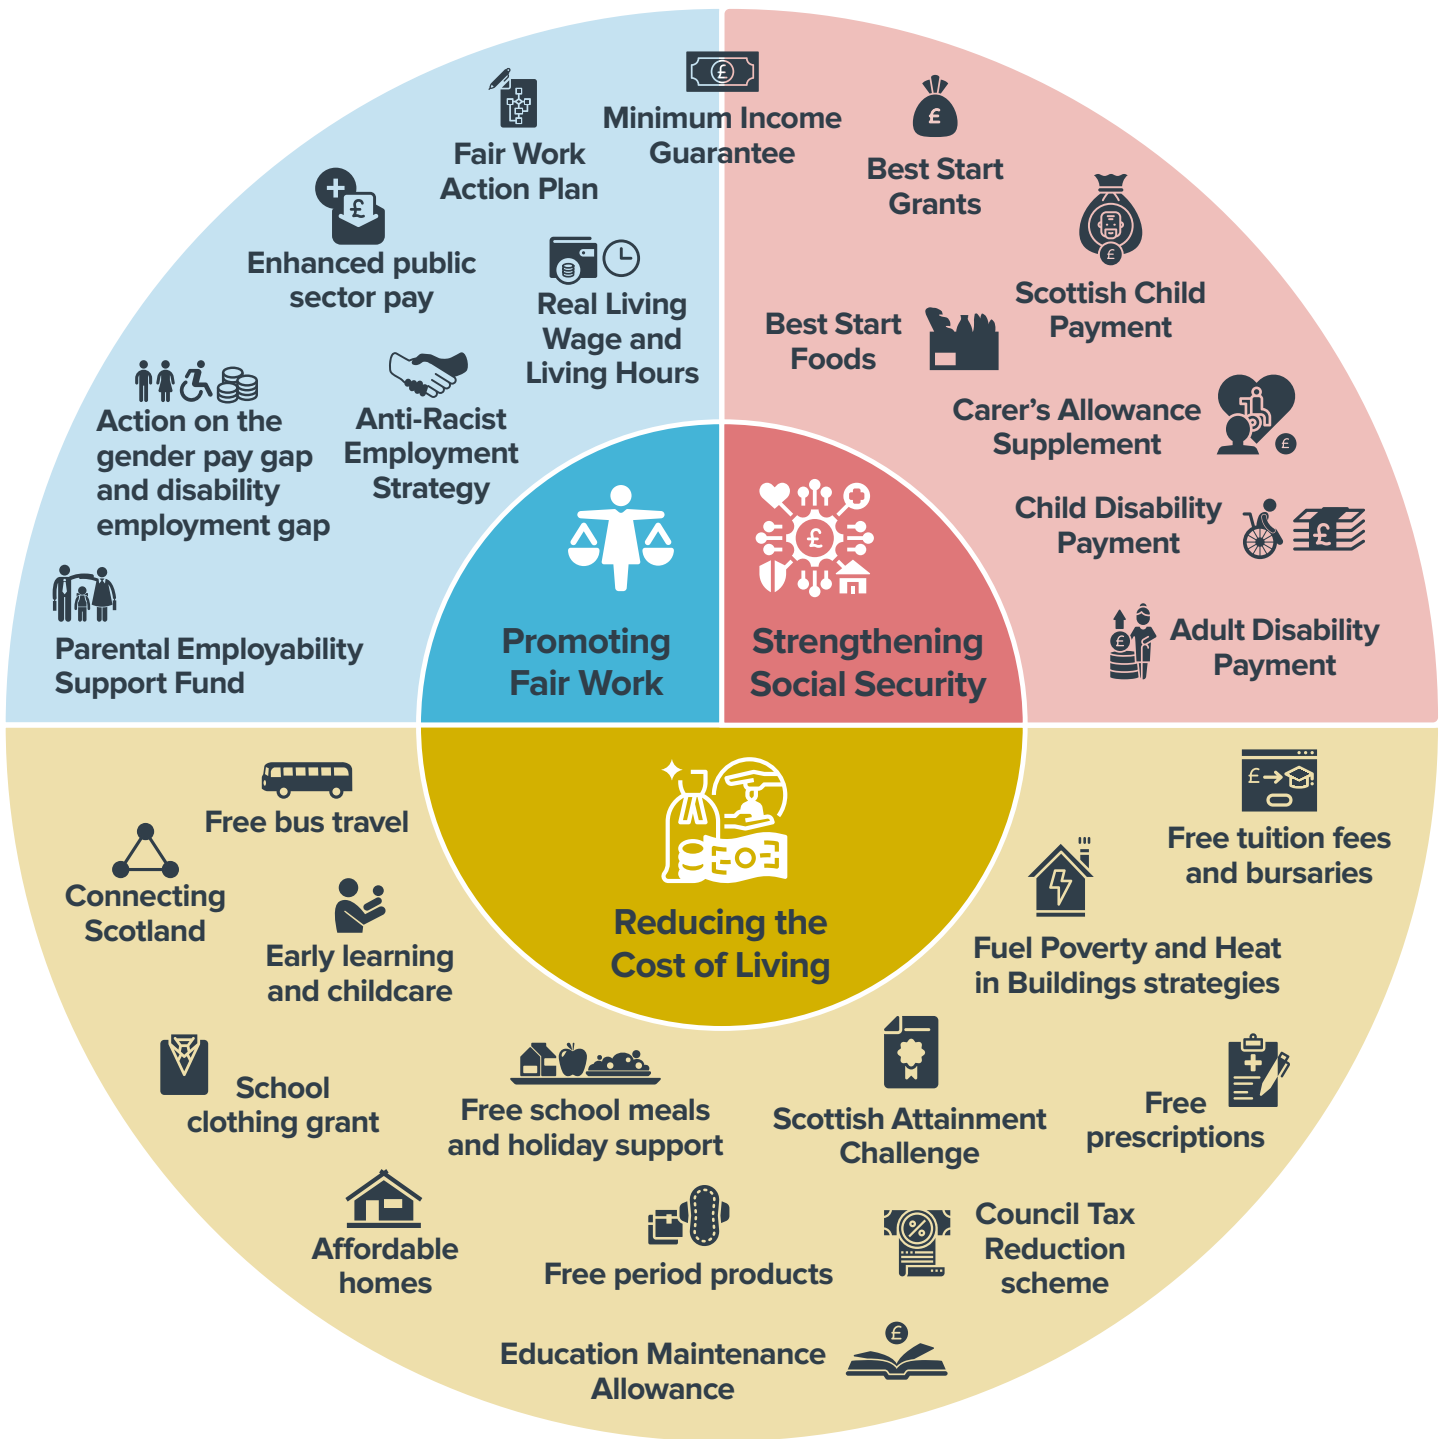 Minimum Income
Guarantee
Fair Work
Action Plan
Enhanced public
sector pay
Real Living
Wage and
Living Hours
Action on the
gender pay gap
and disability
employment gap
Anti-Racist
Employment
Strategy
Parental Employability
Support Fund
Promoting
Fair Work
£
Best Start
Grants
£
£
Scottish Child
Payment
Best Start
Foods
Carer’s Allowance
Supplement
£
Child Disability
Payment
£
Adult Disability
Payment
£
£
Strengthening
Social Security
£
£
Reducing the
Cost of Living
Free bus travel
Connecting
Scotland
Early learning
and childcare
School
clothing grant
Free school meals
and holiday support
Affordable
homes
Free period products
Education Maintenance
Allowance
£
Council Tax
Reduction
scheme
%
Scottish Attainment
Challenge
Free
prescriptions
Fuel Poverty and Heat
in Buildings strategies
£
Free tuition fees
and bursaries